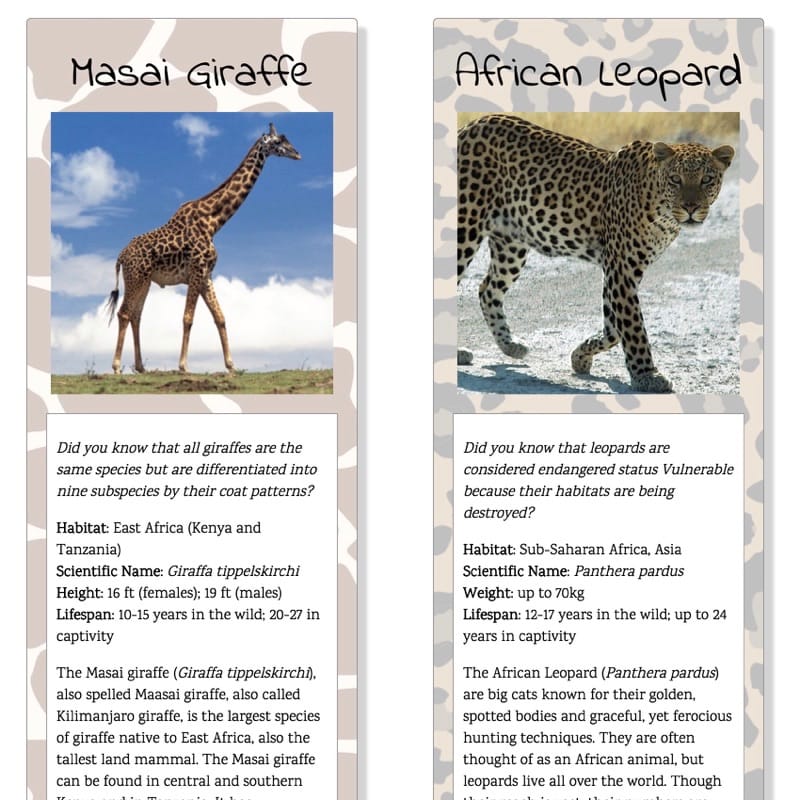 Masai Giraffe
Did you know that all giraffes are the
same species but are differentiated into
nine subspecies by their coat patterns?
Habitat: East Africa (Kenya and
Tanzania)
Scientific Name: Giraffa tippelskirchi
Height: 16 ft (females); 19 ft (males)
Lifespan: 10-15 years in the wild; 20-27 in
captivity
The Masai giraffe (Giraffa tippelskirchi),
also spelled Maasai giraffe, also called
Kilimanjaro giraffe, is the largest species
of giraffe native to East Africa, also the
tallest land mammal. The Masai giraffe
can be found in central and southern
African Leopard
Did you know that leopards are
considered endangered status Vulnerable
because their habitats are being
destroyed?
Habitat: Sub-Saharan Africa, Asia
Scientific Name: Panthera pardus
Weight: up to 70kg
Lifespan: 12-17 years in the wild; up to 24
years in captivity
The African Leopard (Panthera pardus)
are big cats known for their golden,
spotted bodies and graceful, yet ferocious
hunting techniques. They are often
thought of as an African animal, but
leopards live all over the world. Though